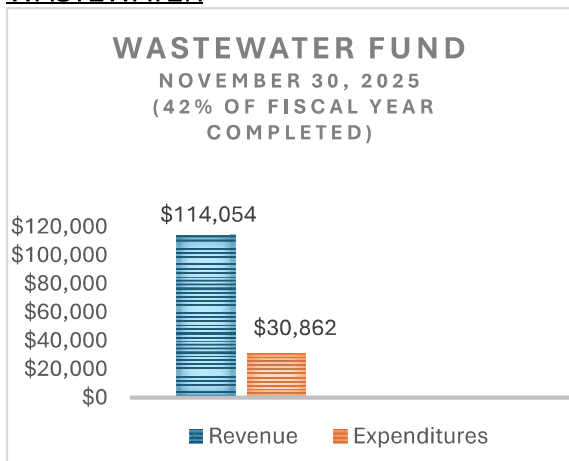 WASTEWATER
WASTEWATER FUND
NOVEMBER 30, 2025
(42% OF FISCAL YEAR
COMPLETED)
$114,054
$120,000
$100,000
$80,000
$60,000
$40,000
$20,000
$0
$30,862
Revenue
Expenditures